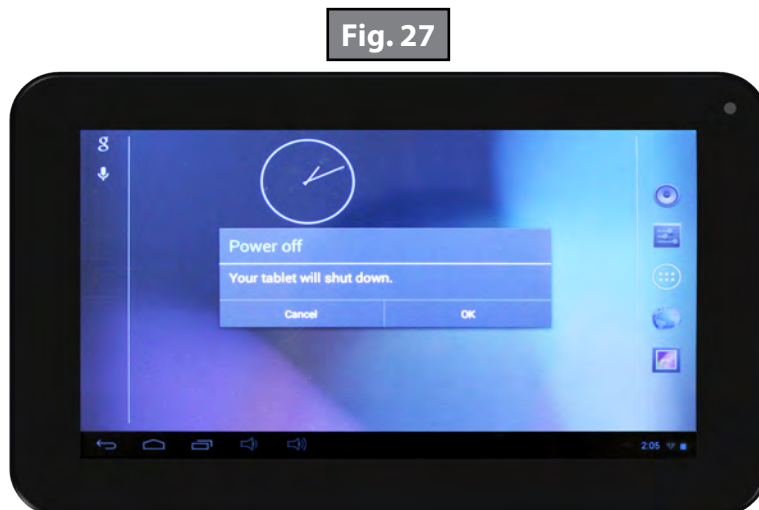 Fig. 27
g
Power off
Your tablet will shut down.
Cancel
OK
2:05